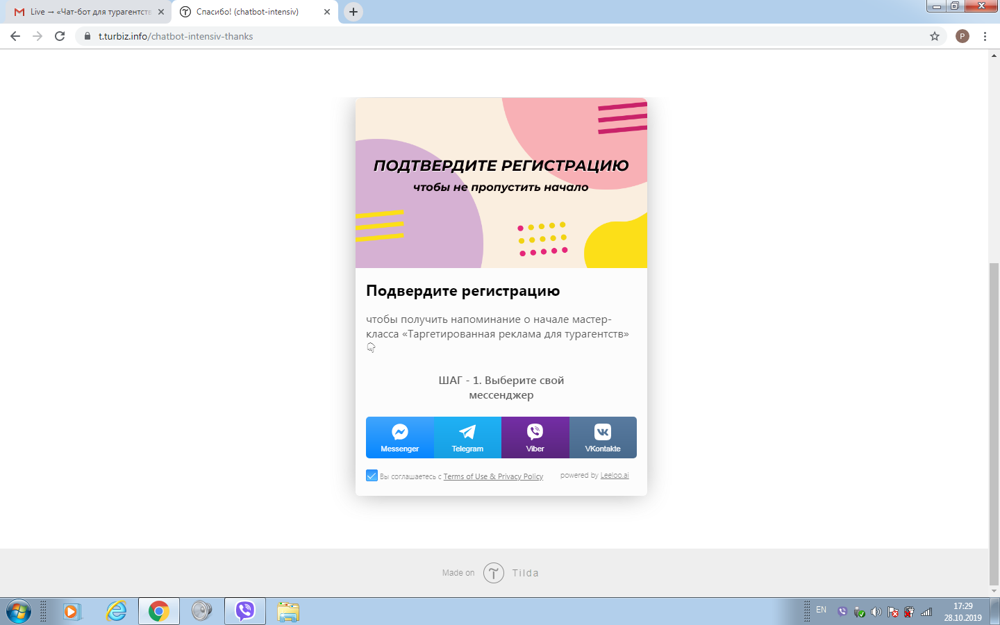 Live → «Чат-бот для турагентств
Спасибо! (chatbot-intensiv)
t.turbiz.info/chatbot-intensiv-thanks
P
ПОДТВЕРДИТЕ РЕГИСТРАЦИЮ
чтобы не пропустить начало
Подвердите регистрацию
чтобы получить напоминание о начале мастер-
класса «Таргетированная реклама для турагентств»
ШАГ - 1. Выберите свой
мессенджер
Messenger
Telegram
Viber
VKontakte
Вы соглашаетесь с Terms of Use & Privacy Policy
powered by Leeloo.ai
Made on Tilda
EN
17:29
28.10.2019